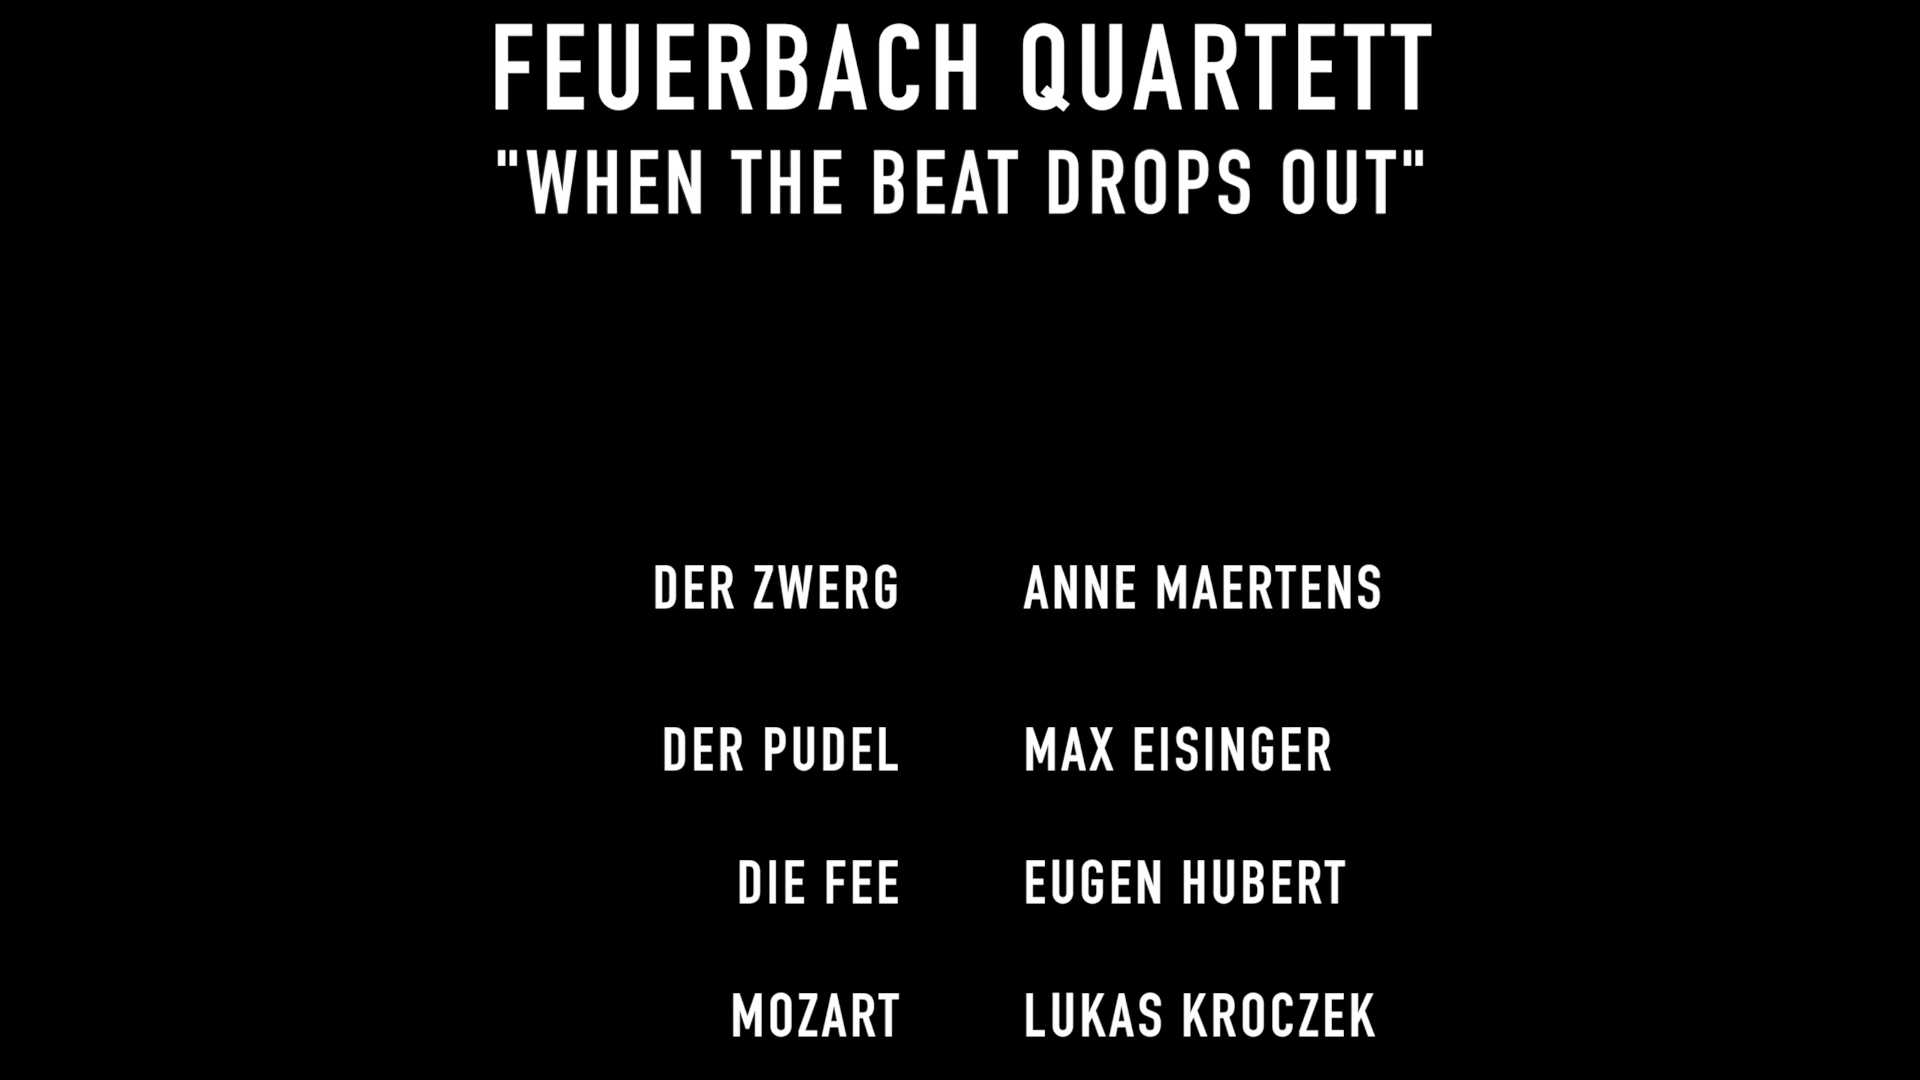 FEUERBACH QUARTETT
"WHEN THE BEAT DROPS OUT"
DER ZWERG ANNE MAERTENS
DER PUDEL MAX EISINGER
DIE FEE EUGEN HUBERT
MOZART LUKAS KROCZEK